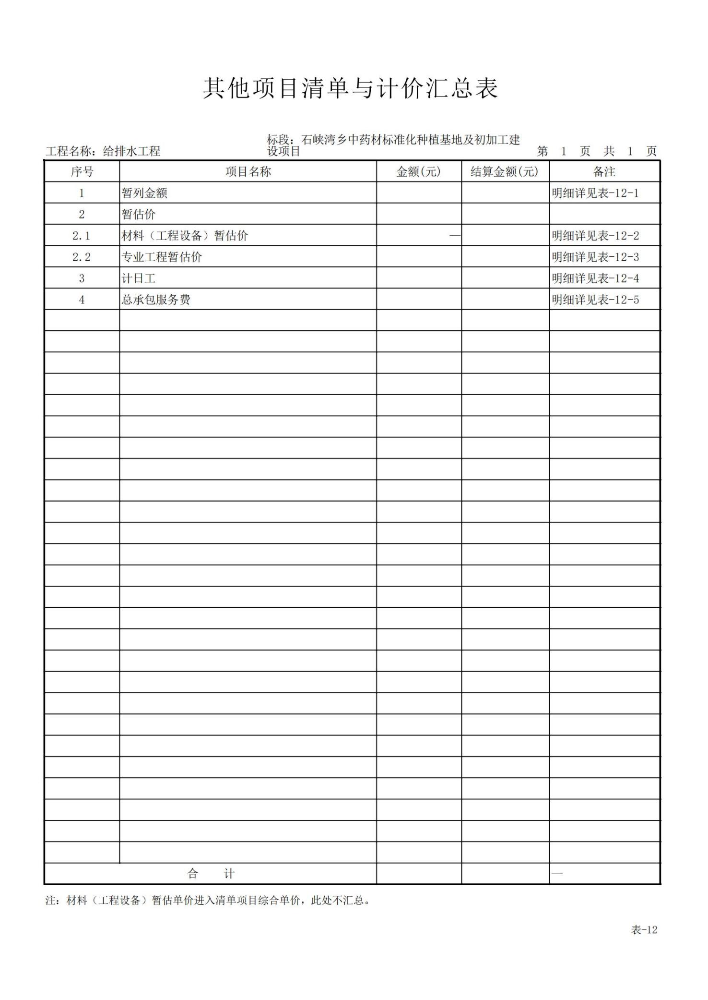 其他项目清单与计价汇总表
标段：石峡湾乡中药材标准化种植基地及初加工建
工程名称：给排水工程 设项目 第 1 页 共 1 页
序号 项目名称 金额(元) 结算金额(元) 备注
1 暂列金额 明细详见表-12-1
2 暂估价
2.1 材料（工程设备）暂估价 — 明细详见表-12-2
2.2 专业工程暂估价 明细详见表-12-3
3 计日工 明细详见表-12-4
4 总承包服务费 明细详见表-12-5
合 计 —
注：材料（工程设备）暂估单价进入清单项目综合单价，此处不汇总。
表-12